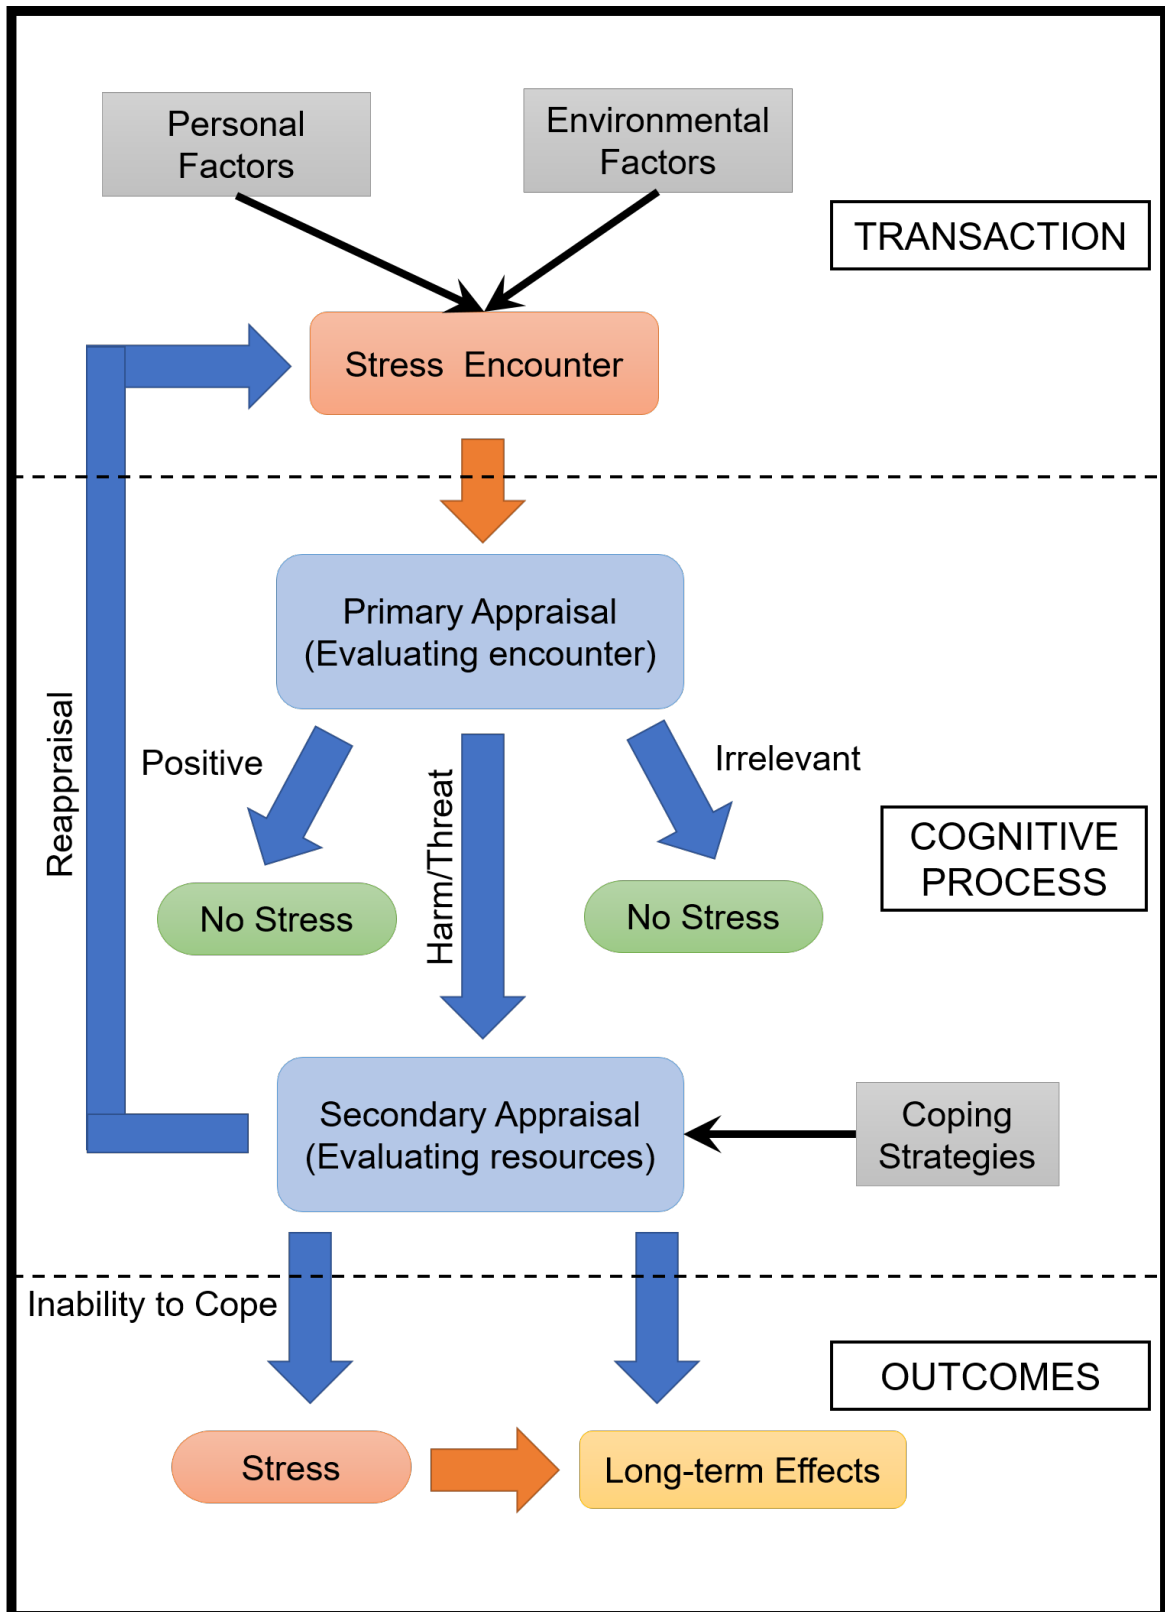 Personal
Factors
Environmental
Factors
TRANSACTION
Stress Encounter
Primary Appraisal
(Evaluating encounter)
Reappraisal
Positive
Harm/Threat
Irrelevant
COGNITIVE
PROCESS
No Stress
No Stress
Secondary Appraisal
(Evaluating resources)
Coping
Strategies
Inability to Cope
OUTCOMES
Stress
Long-term Effects